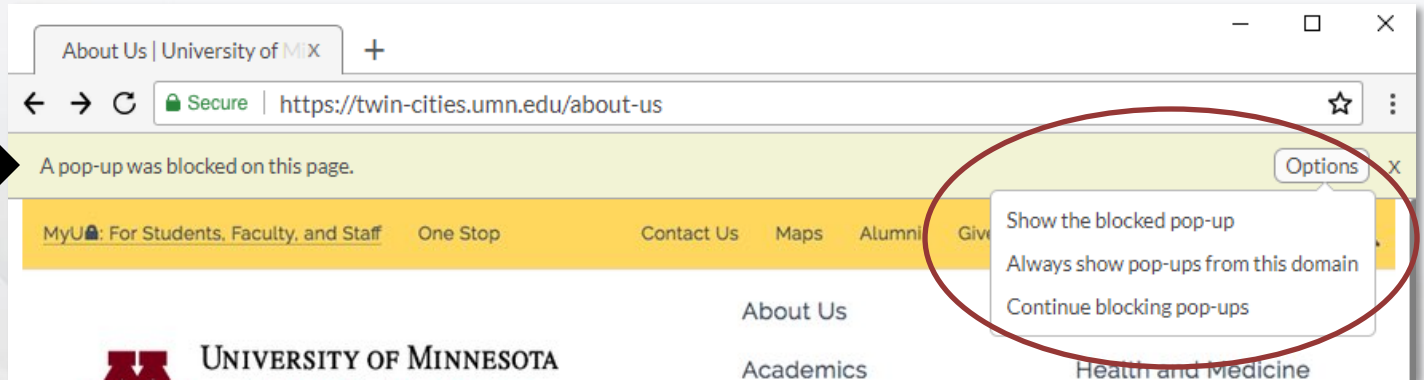 About Us | University of Mi X +
Secure | https://twin-cities.umn.edu/about-us
A pop-up was blocked on this page. Options x
MyU: For Students, Faculty, and Staff One Stop Contact Us Maps Alumni Give
Show the blocked pop-up
Always show pop-ups from this domain
Continue blocking pop-ups
About Us
UNIVERSITY OF MINNESOTA
Academics Health and Medicine